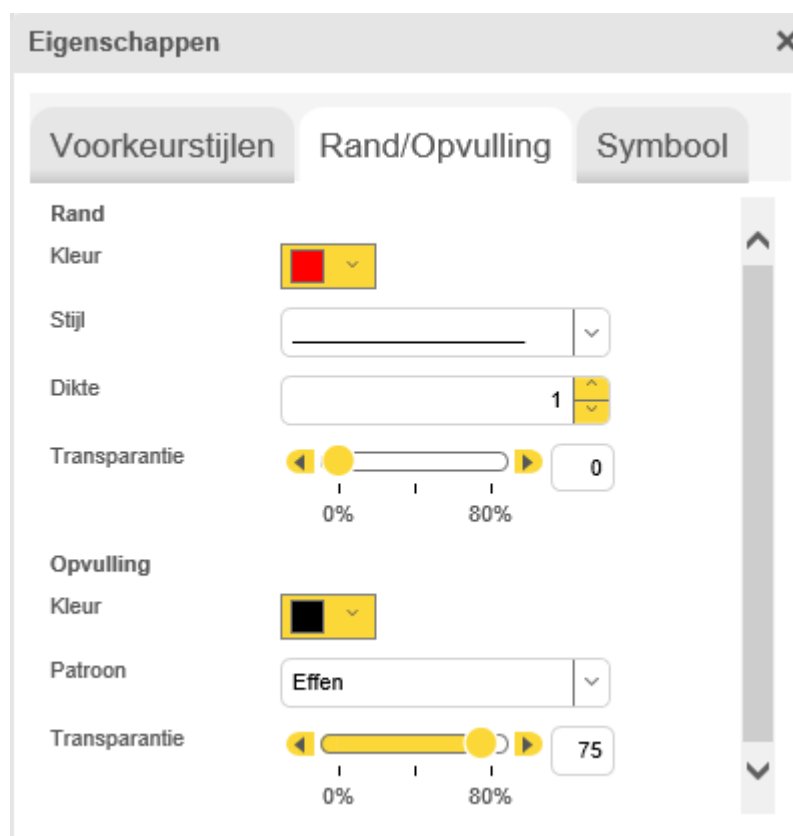 Eigenschappen
Voorkeurstijlen Rand/Opvulling Symbool
Rand
Kleur
Stijl
Dikte 1
Transparantie 0
0% 80%
Opvulling
Kleur
Patroon Effen
Transparantie 75
0% 80%